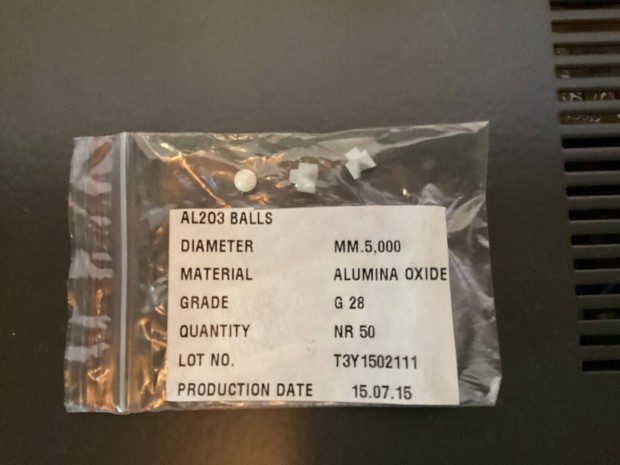 AL203 BALLS
DIAMETER MM.5,000
MATERIAL ALUMINA OXIDE
GRADE G 28
QUANTITY NR 50
LOT NO. T3Y1502111
PRODUCTION DATE 15.07.15